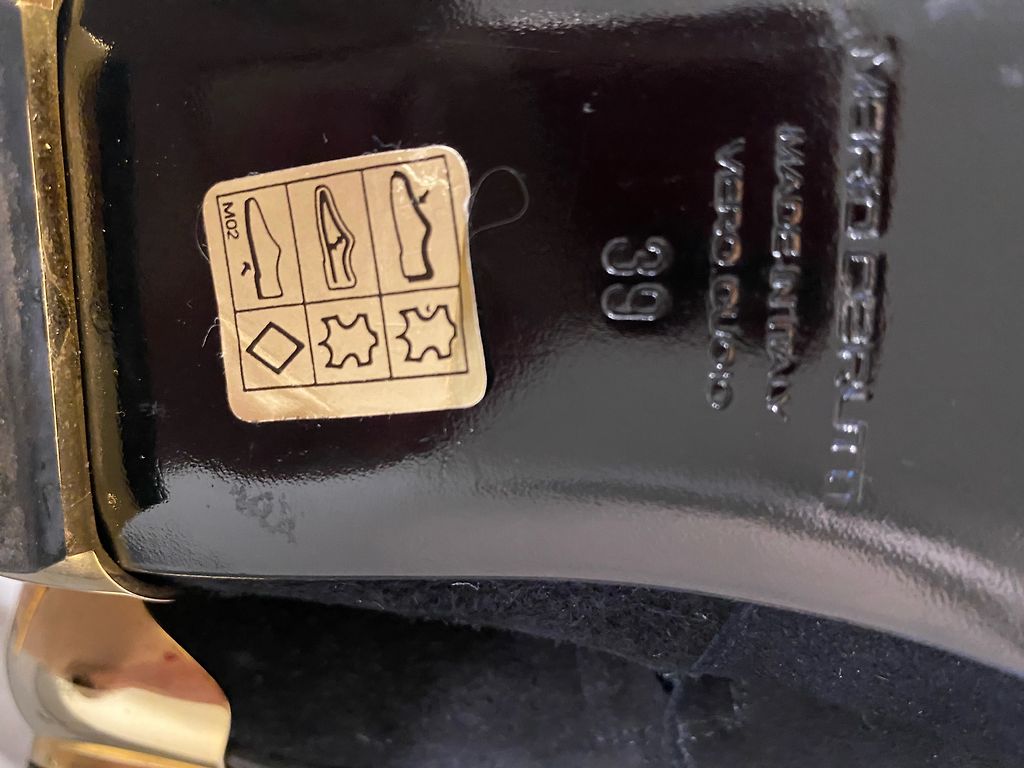 MADE IN ITALY
VERO CUOIO
39
M02